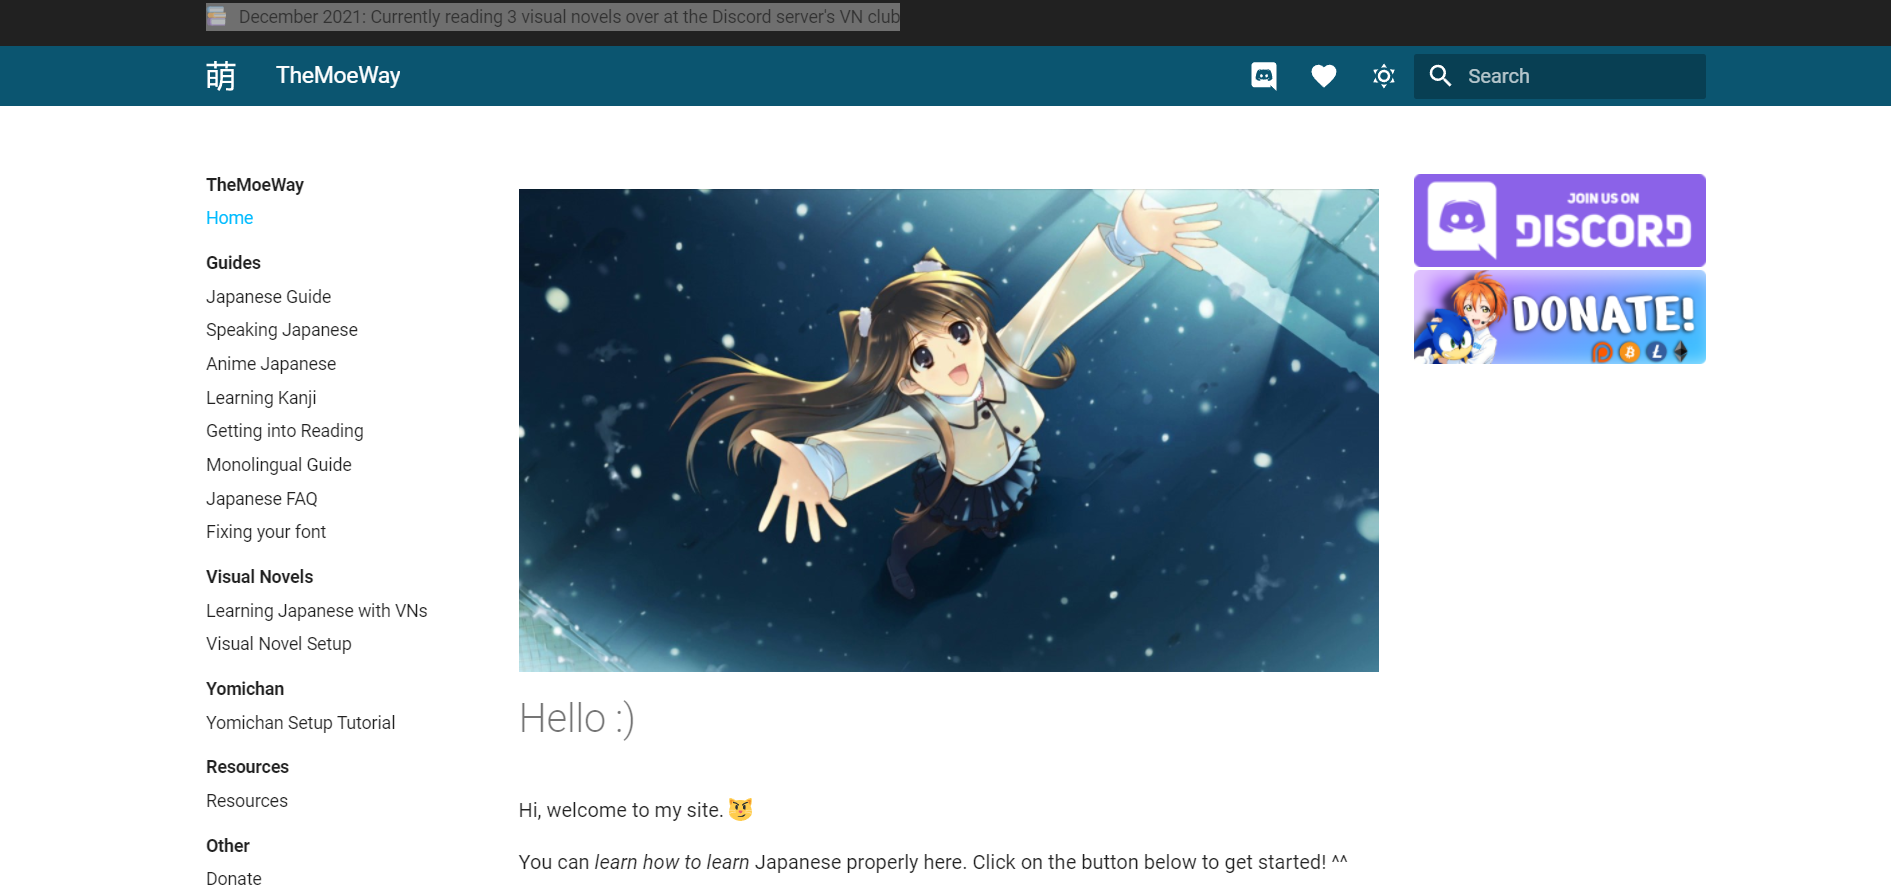 December 2021: Currently reading 3 visual novels over at the Discord server's VN club
萌 TheMoeWay
Search
TheMoeWay
Home
Guides
Japanese Guide
Speaking Japanese
Anime Japanese
Learning Kanji
Getting into Reading
Monolingual Guide
Japanese FAQ
Fixing your font
Visual Novels
Learning Japanese with VNs
Visual Novel Setup
Yomichan
Yomichan Setup Tutorial
Resources
Resources
Other
Donate
Hello :)
Hi, welcome to my site. 😼
You can learn how to learn Japanese properly here. Click on the button below to get started! ^^
JOIN US ON
DISCORD
DONATE!